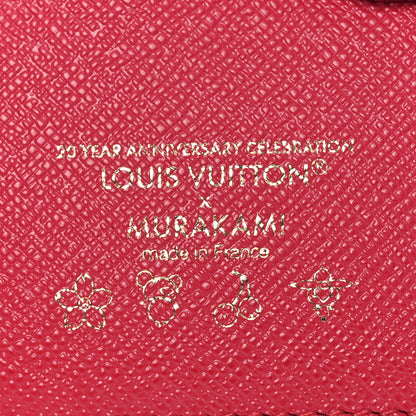 20 YEAR ANNIVERSARY CELEBRATION
LOUIS VUITTON®
x
MURAKAMI
made in France